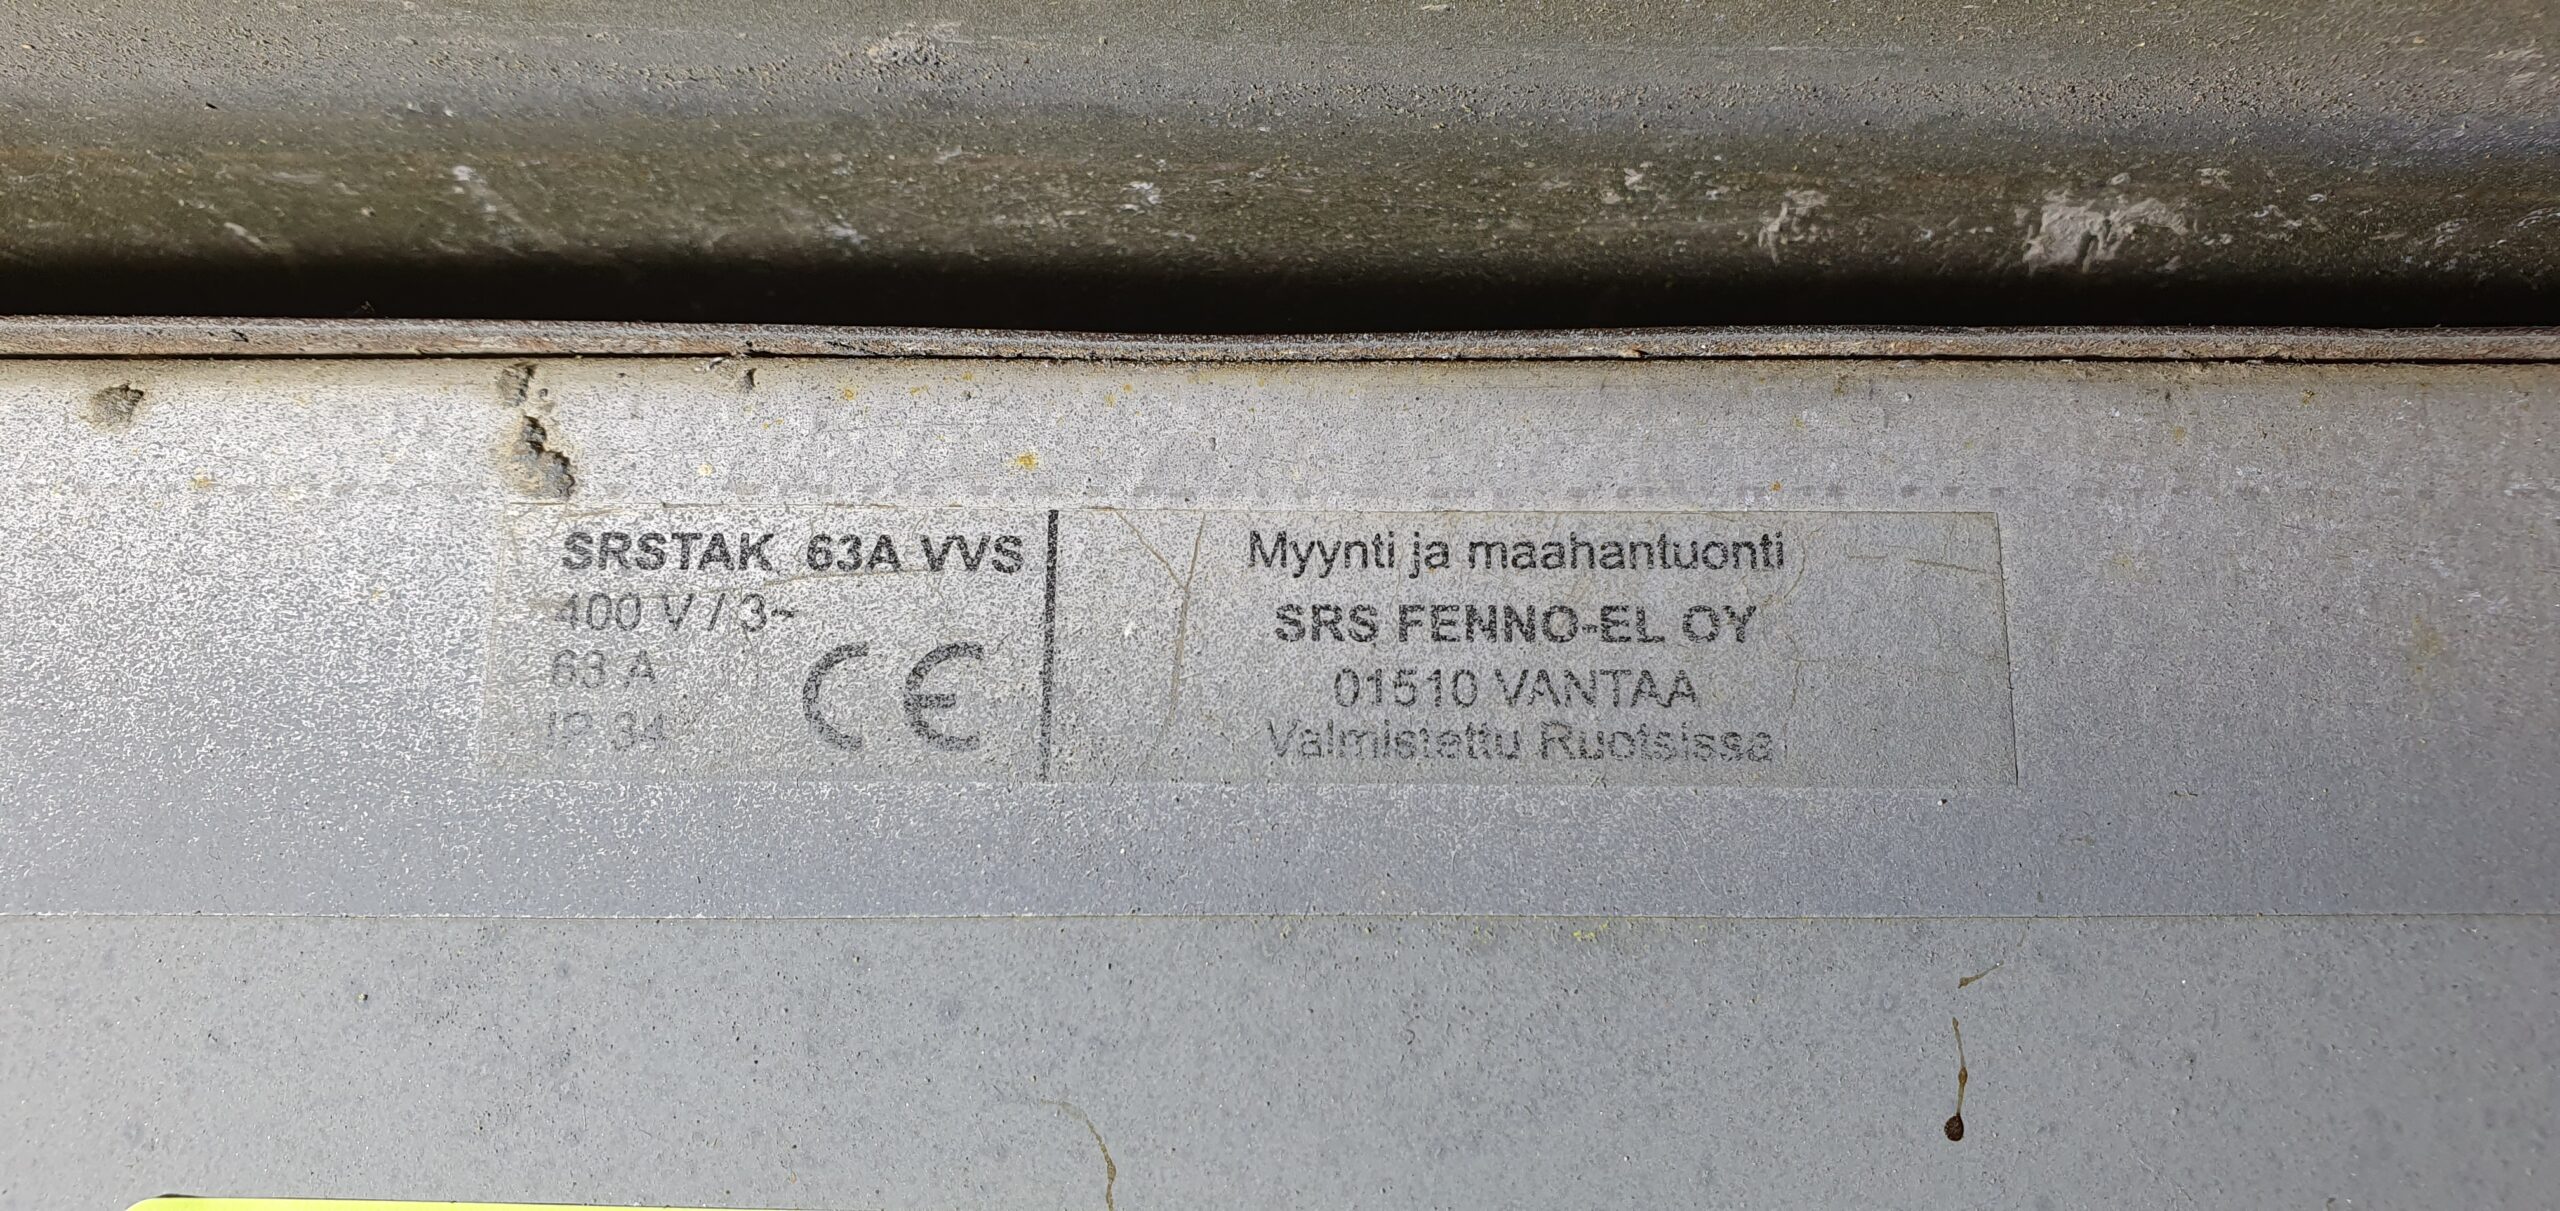 SRSTAK 63A VVS
400 V / 3~
63 A
IP 34
CE
Myynti ja maahantuonti
SRS FENNO-EL OY
01510 VANTAA
Valmistettu Ruotsissa